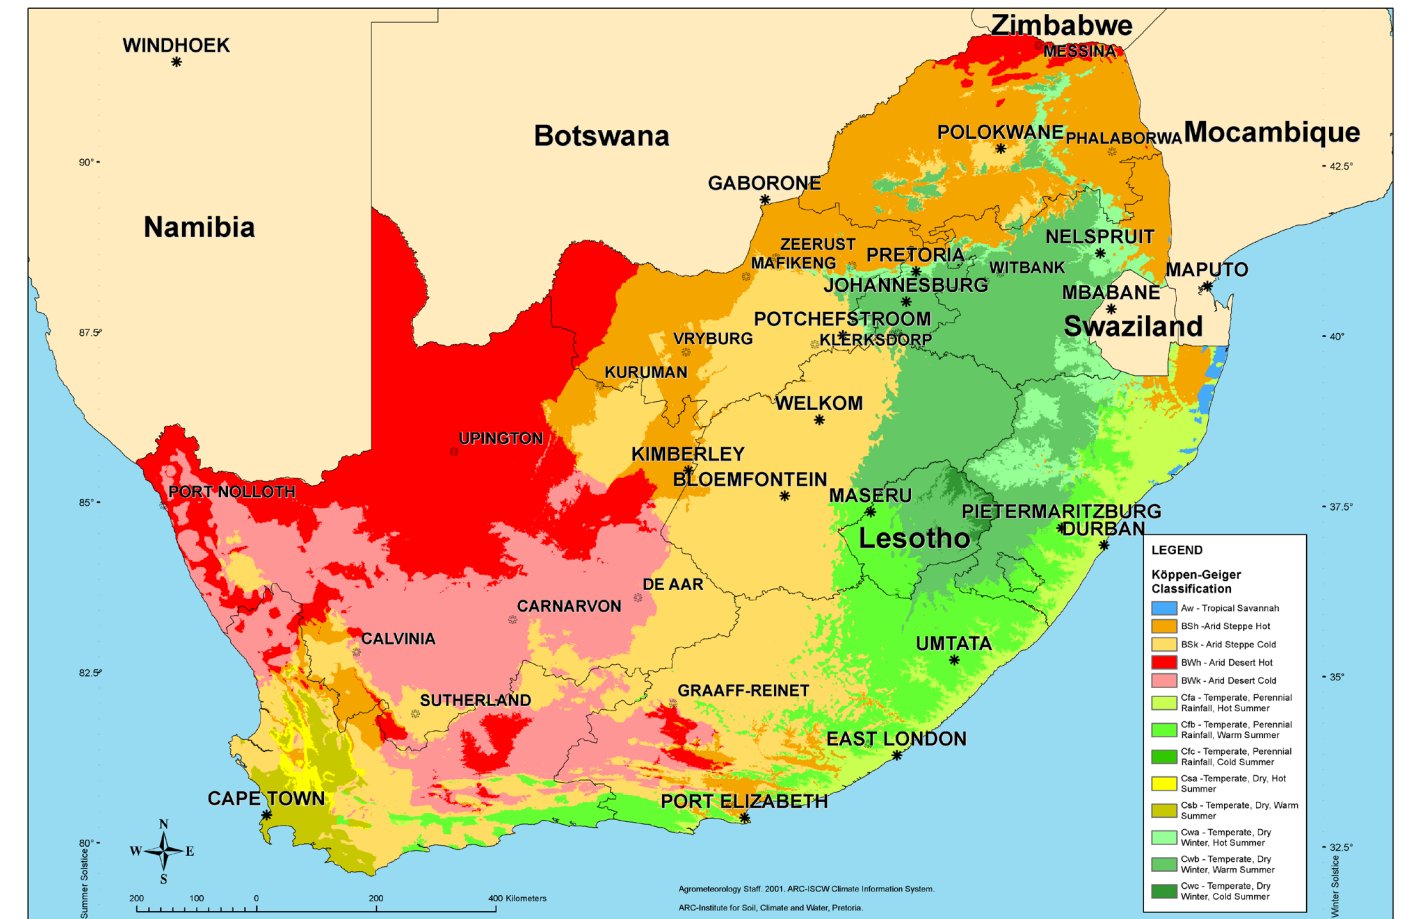 Zimbabwe
WINDHOEK
MESSINA
Botswana
POLOKWANE
PHALABORWA
Mocambique
90°
42.5°
GABORONE
Namibia
ZEERUST
NELSPRUIT
PRETORIA
MAFIKENG
WITBANK
MAPUTO
JOHANNESBURG
MBABANE
POTCHEFSTROOM
Swaziland
87.5°
VRYBURG
KLERKSDORP
40°
KURUMAN
WELKOM
UPINGTON
KIMBERLEY
BLOEMFONTEIN
PORT NOLLOTH
MASERU
85°
PIETERMARITZBURG
37.5°
DURBAN
Lesotho
DE AAR
CARNARVON
CALVINIA
UMTATA
82.5°
35°
GRAAFF-REINET
SUTHERLAND
EAST LONDON
CAPE TOWN
PORT ELIZABETH
80°
32.5°
N
W E
S
Summer Solstice
Winter Solstice
200 100 0 200 400 Kilometers
Agrometeorology Staff. 2001. ARC-ISCW Climate Information System.
ARC-Institute for Soil, Climate and Water, Pretoria.
LEGEND
Köppen-Geiger
Classification
Aw - Tropical Savannah
BSh -Arid Steppe Hot
BSk - Arid Steppe Cold
BWh - Arid Desert Hot
BWk - Arid Desert Cold
Cfa - Temperate, Perennial
Rainfall, Hot Summer
Cfb - Temperate, Perennial
Rainfall, Warm Summer
Cfc - Temperate, Perennial
Rainfall, Cold Summer
Csa -Temperate, Dry, Hot
Summer
Csb - Temperate, Dry, Warm
Summer
Cwa - Temperate, Dry
Winter, Hot Summer
Cwb - Temperate, Dry
Winter, Warm Summer
Cwc - Temperate, Dry
Winter, Cold Summer